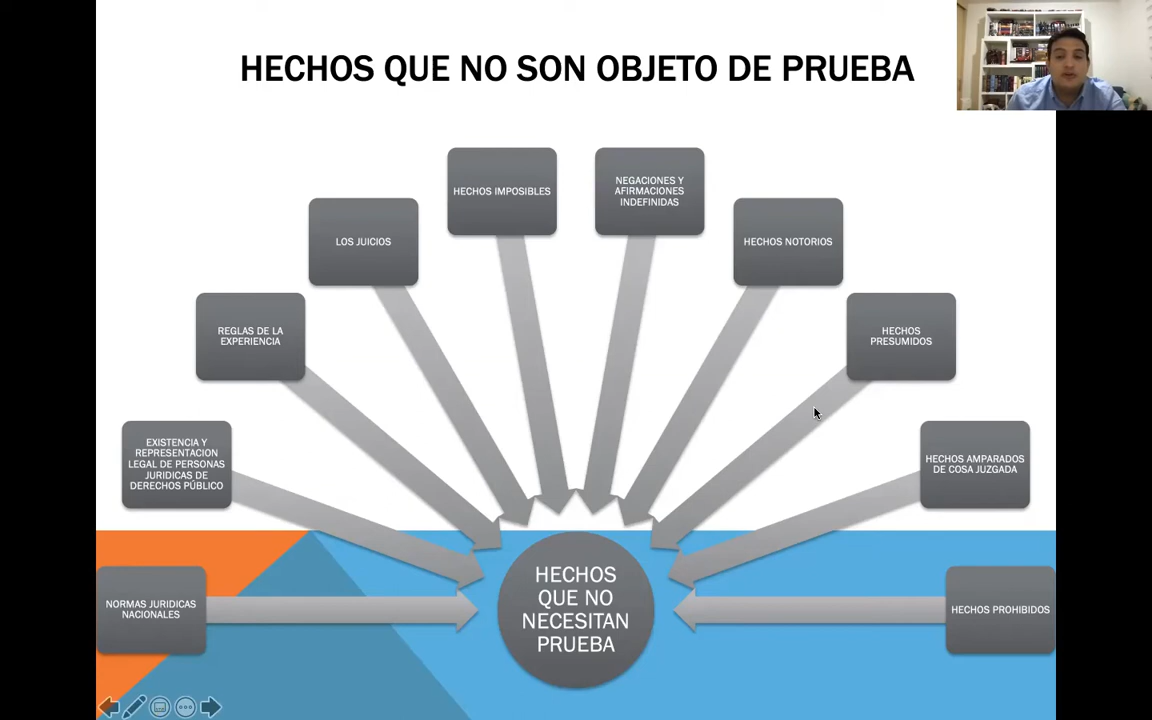 HECHOS QUE NO SON OBJETO DE PRUEBA
HECHOS IMPOSIBLES
NEGACIONES Y
AFIRMACIONES
INDEFINIDAS
LOS JUICIOS
HECHOS NOTORIOS
REGLAS DE LA
EXPERIENCIA
HECHOS
PRESUMIDOS
EXISTENCIA Y
REPRESENTACION
LEGAL DE PERSONAS
JURIDICAS DE
DERECHOS PÚBLICO
HECHOS AMPARADOS
DE COSA JUZGADA
NORMAS JURIDICAS
NACIONALES
HECHOS
QUE NO
NECESITAN
PRUEBA
HECHOS PROHIBIDOS